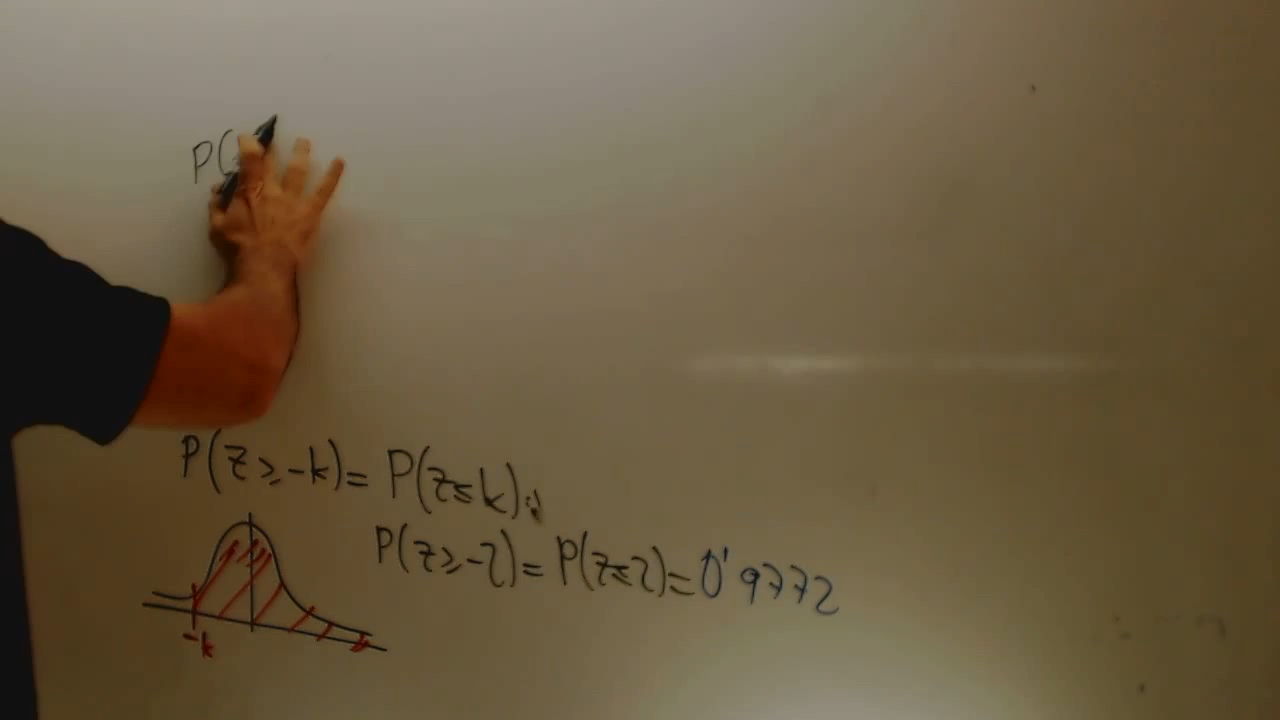 P(
P(z ≥ -k) = P(z ≤ k)
P(z ≥ -2) = P(z ≤ 2) = 0'9772
-k